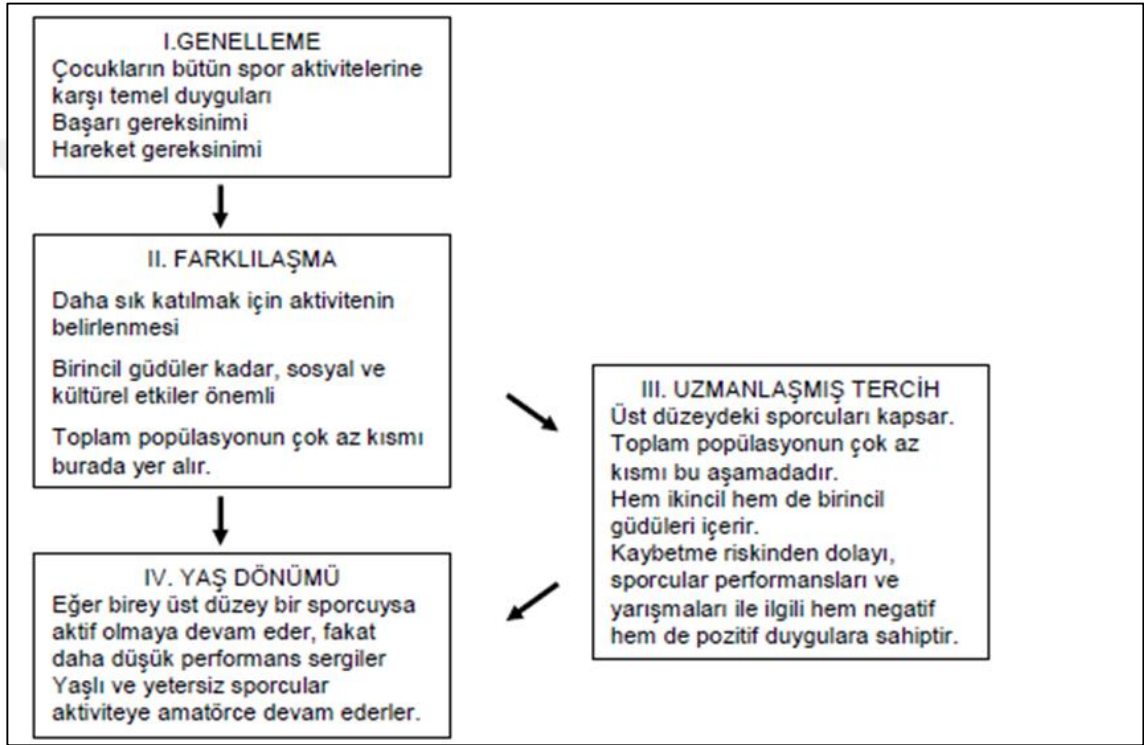 I.GENELLEME
Çocukların bütün spor aktivitelerine
karşı temel duyguları
Başarı gereksinimi
Hareket gereksinimi
II. FARKLILAŞMA
Daha sık katılmak için aktivitenin
belirlenmesi
Birincil güdüler kadar, sosyal ve
kültürel etkiler önemli
Toplam popülasyonun çok az kısmı
burada yer alır.
III. UZMANLAŞMIŞ TERCİH
Üst düzeydeki sporcuları kapsar.
Toplam popülasyonun çok az
kısmı bu aşamadadır.
Hem ikincil hem de birincil
güdüleri içerir.
Kaybetme riskinden dolayı,
sporcular performansları ve
yarışmaları ile ilgili hem negatif
hem de pozitif duygulara sahiptir.
IV. YAŞ DÖNÜMÜ
Eğer birey üst düzey bir sporcuysa
aktif olmaya devam eder, fakat
daha düşük performans sergiler
Yaşlı ve yetersiz sporcular
aktiviteye amatörce devam ederler.